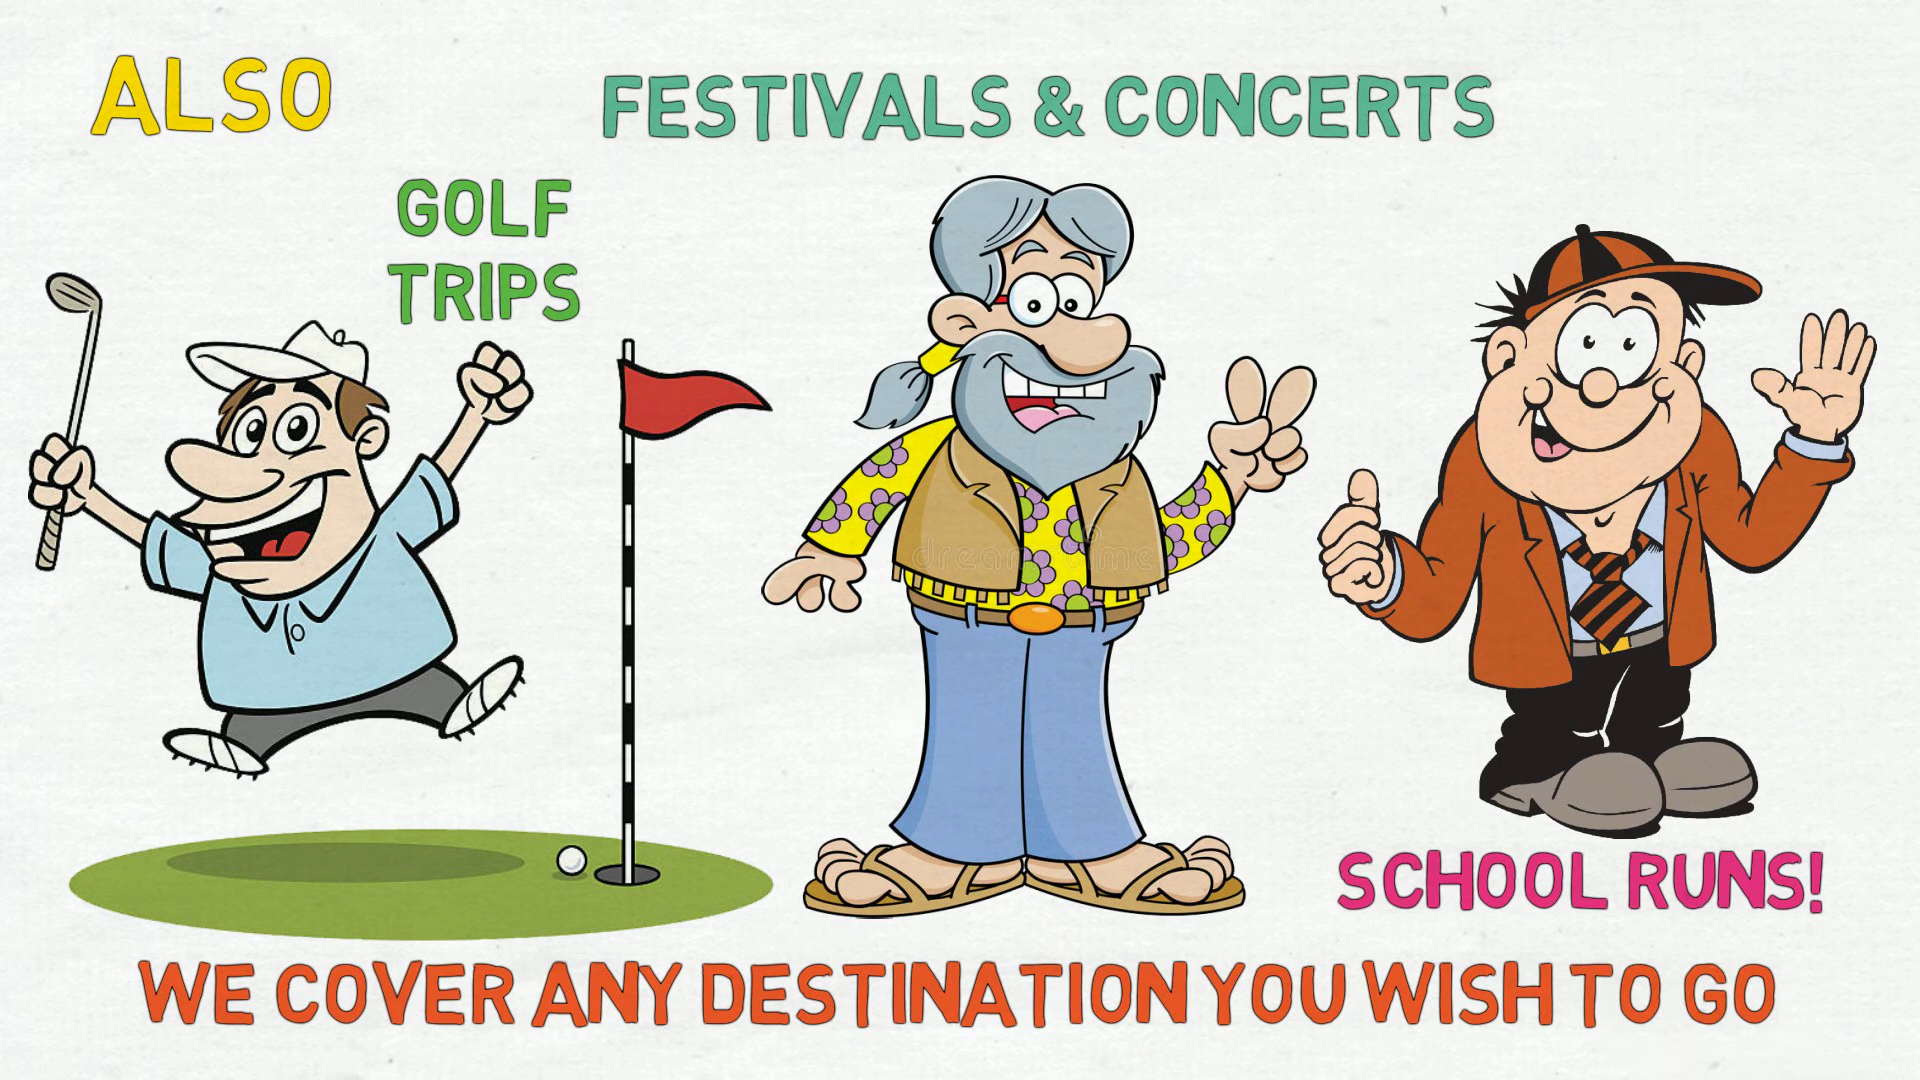 ALSO
FESTIVALS & CONCERTS
GOLF
TRIPS
SCHOOL RUNS!
WE COVER ANY DESTINATION YOU WISH TO GO